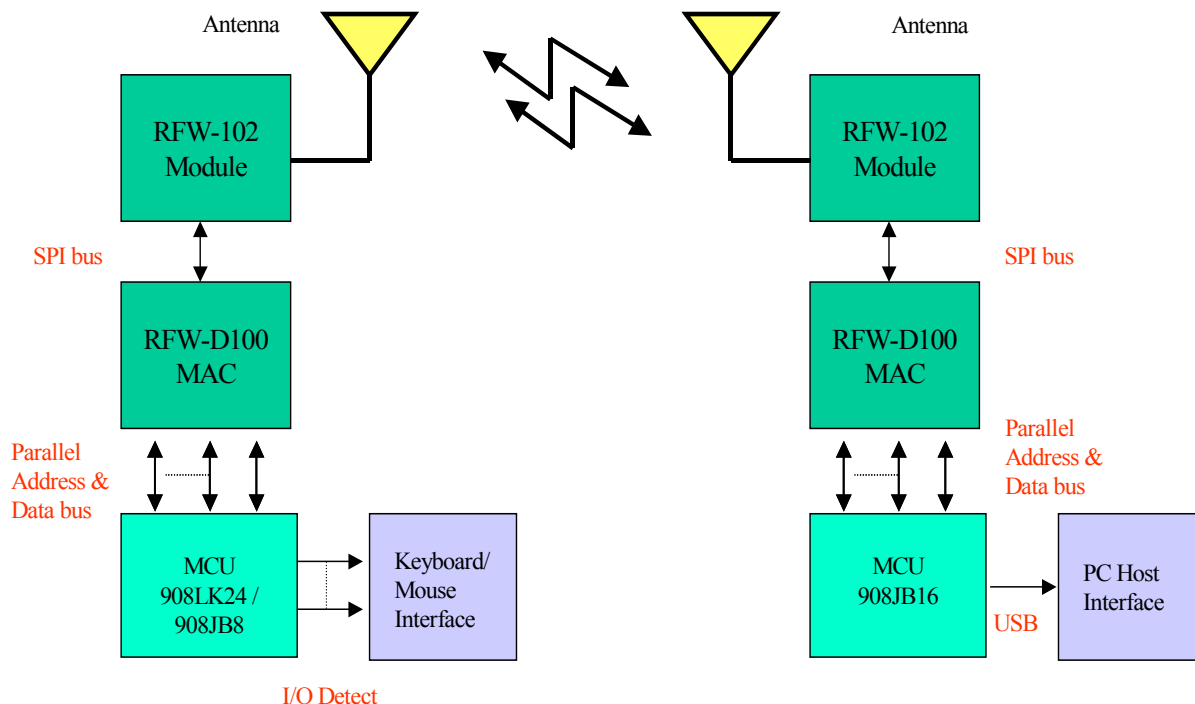 Antenna
Antenna
RFW-102
Module
RFW-102
Module
SPI bus
SPI bus
RFW-D100
MAC
RFW-D100
MAC
Parallel
Address &
Data bus
Parallel
Address &
Data bus
MCU
908LK24 /
908JB8
Keyboard/
Mouse
Interface
MCU
908JB16
USB
PC Host
Interface
I/O Detect